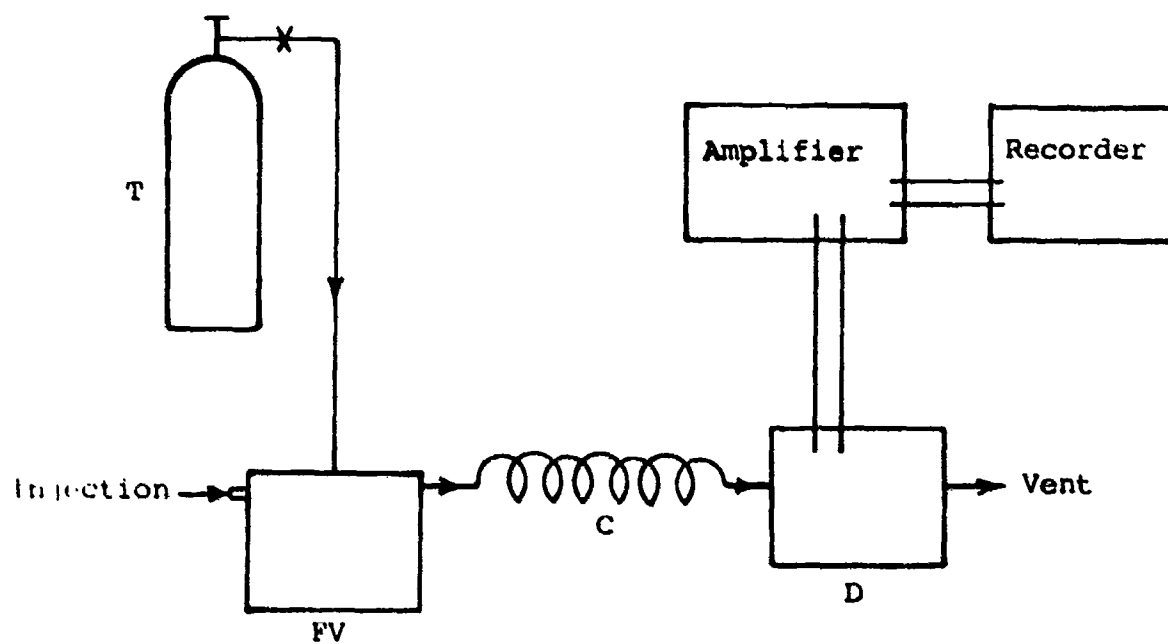 Amplifier
Recorder
T
Injection
Vent
C
D
FV